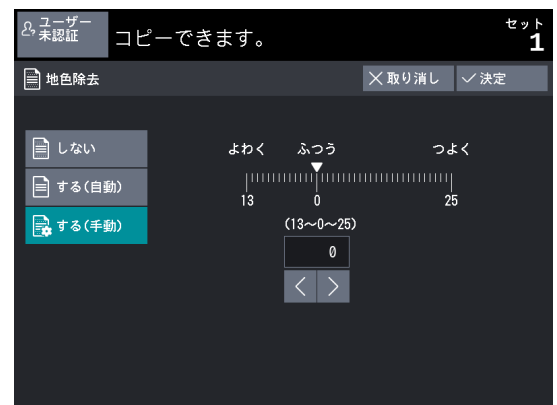 ユーザー
未認証
コピーできます。
セット
1
地色除去
取り消し
決定
しない
する(自動)
する(手動)
よわく ふつう つよく
13 0 25
(13～0～25)
0